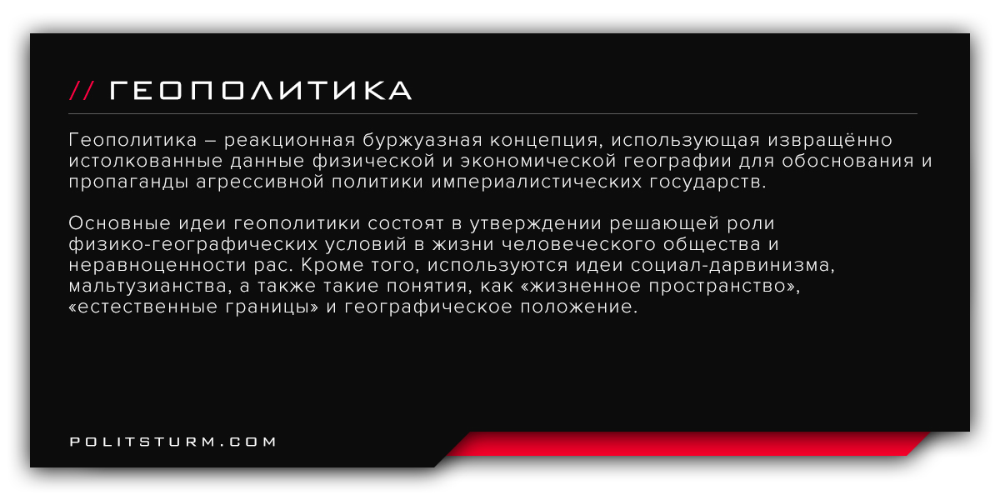 // ГЕОПОЛИТИКА
Геополитика – реакционная буржуазная концепция, использующая извращённо
истолкованные данные физической и экономической географии для обоснования и
пропаганды агрессивной политики империалистических государств.
Основные идеи геополитики состоят в утверждении решающей роли
физико-географических условий в жизни человеческого общества и
неравноценности рас. Кроме того, используются идеи социал-дарвинизма,
мальтузианства, а также такие понятия, как «жизненное пространство»,
«естественные границы» и географическое положение.
POLITSTURM.COM